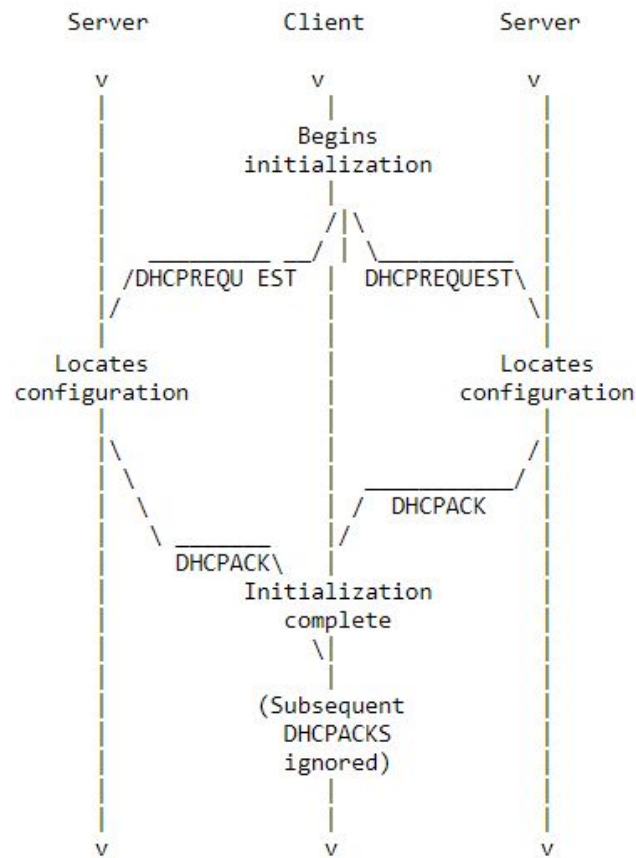 Server Client Server
v v v
Begins
initialization
DHCPREQU EST DHCPREQUEST
Locates Locates
configuration configuration
DHCPACK
DHCPACK
Initialization
complete
(Subsequent
DHCPACKS
ignored)
v v v